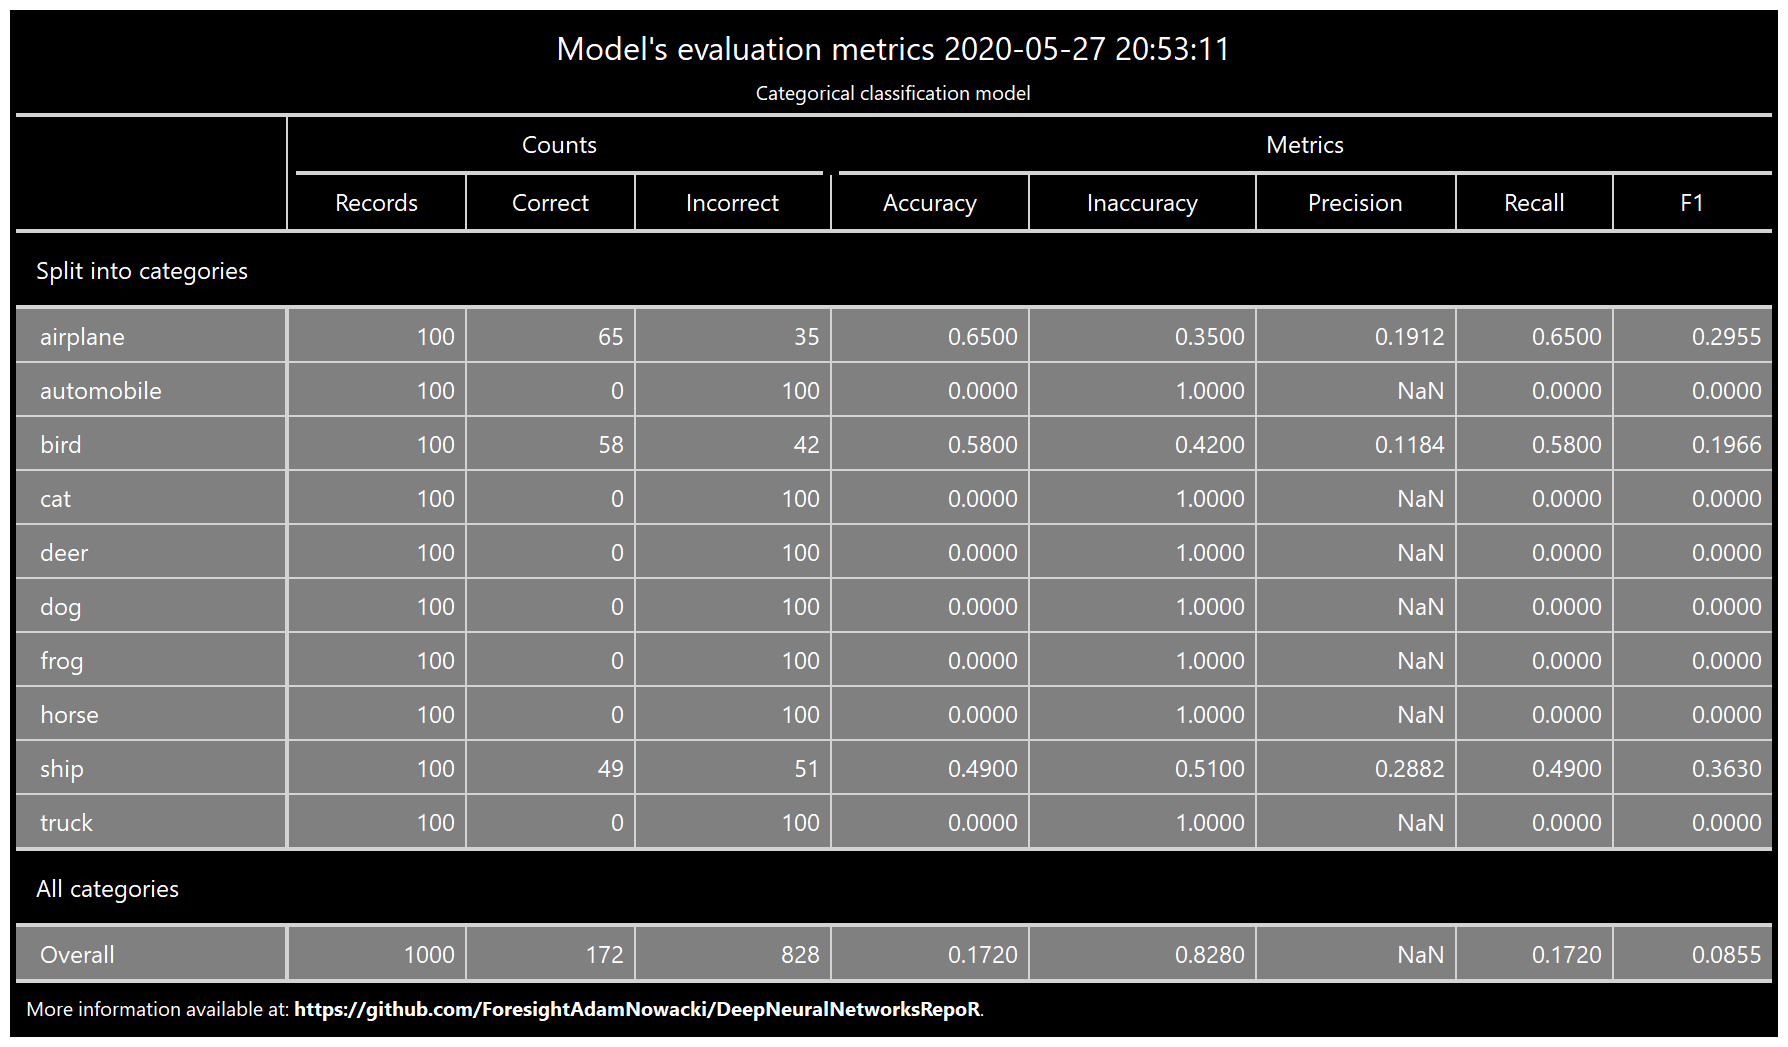 Model's evaluation metrics 2020-05-27 20:53:11
Categorical classification model
Counts Metrics
Records Correct Incorrect Accuracy Inaccuracy Precision Recall F1
Split into categories
airplane 100 65 35 0.6500 0.3500 0.1912 0.6500 0.2955
automobile 100 0 100 0.0000 1.0000 NaN 0.0000 0.0000
bird 100 58 42 0.5800 0.4200 0.1184 0.5800 0.1966
cat 100 0 100 0.0000 1.0000 NaN 0.0000 0.0000
deer 100 0 100 0.0000 1.0000 NaN 0.0000 0.0000
dog 100 0 100 0.0000 1.0000 NaN 0.0000 0.0000
frog 100 0 100 0.0000 1.0000 NaN 0.0000 0.0000
horse 100 0 100 0.0000 1.0000 NaN 0.0000 0.0000
ship 100 49 51 0.4900 0.5100 0.2882 0.4900 0.3630
truck 100 0 100 0.0000 1.0000 NaN 0.0000 0.0000
All categories
Overall 1000 172 828 0.1720 0.8280 NaN 0.1720 0.0855
More information available at: https://github.com/ForesightAdamNowacki/DeepNeuralNetworksRepoR.